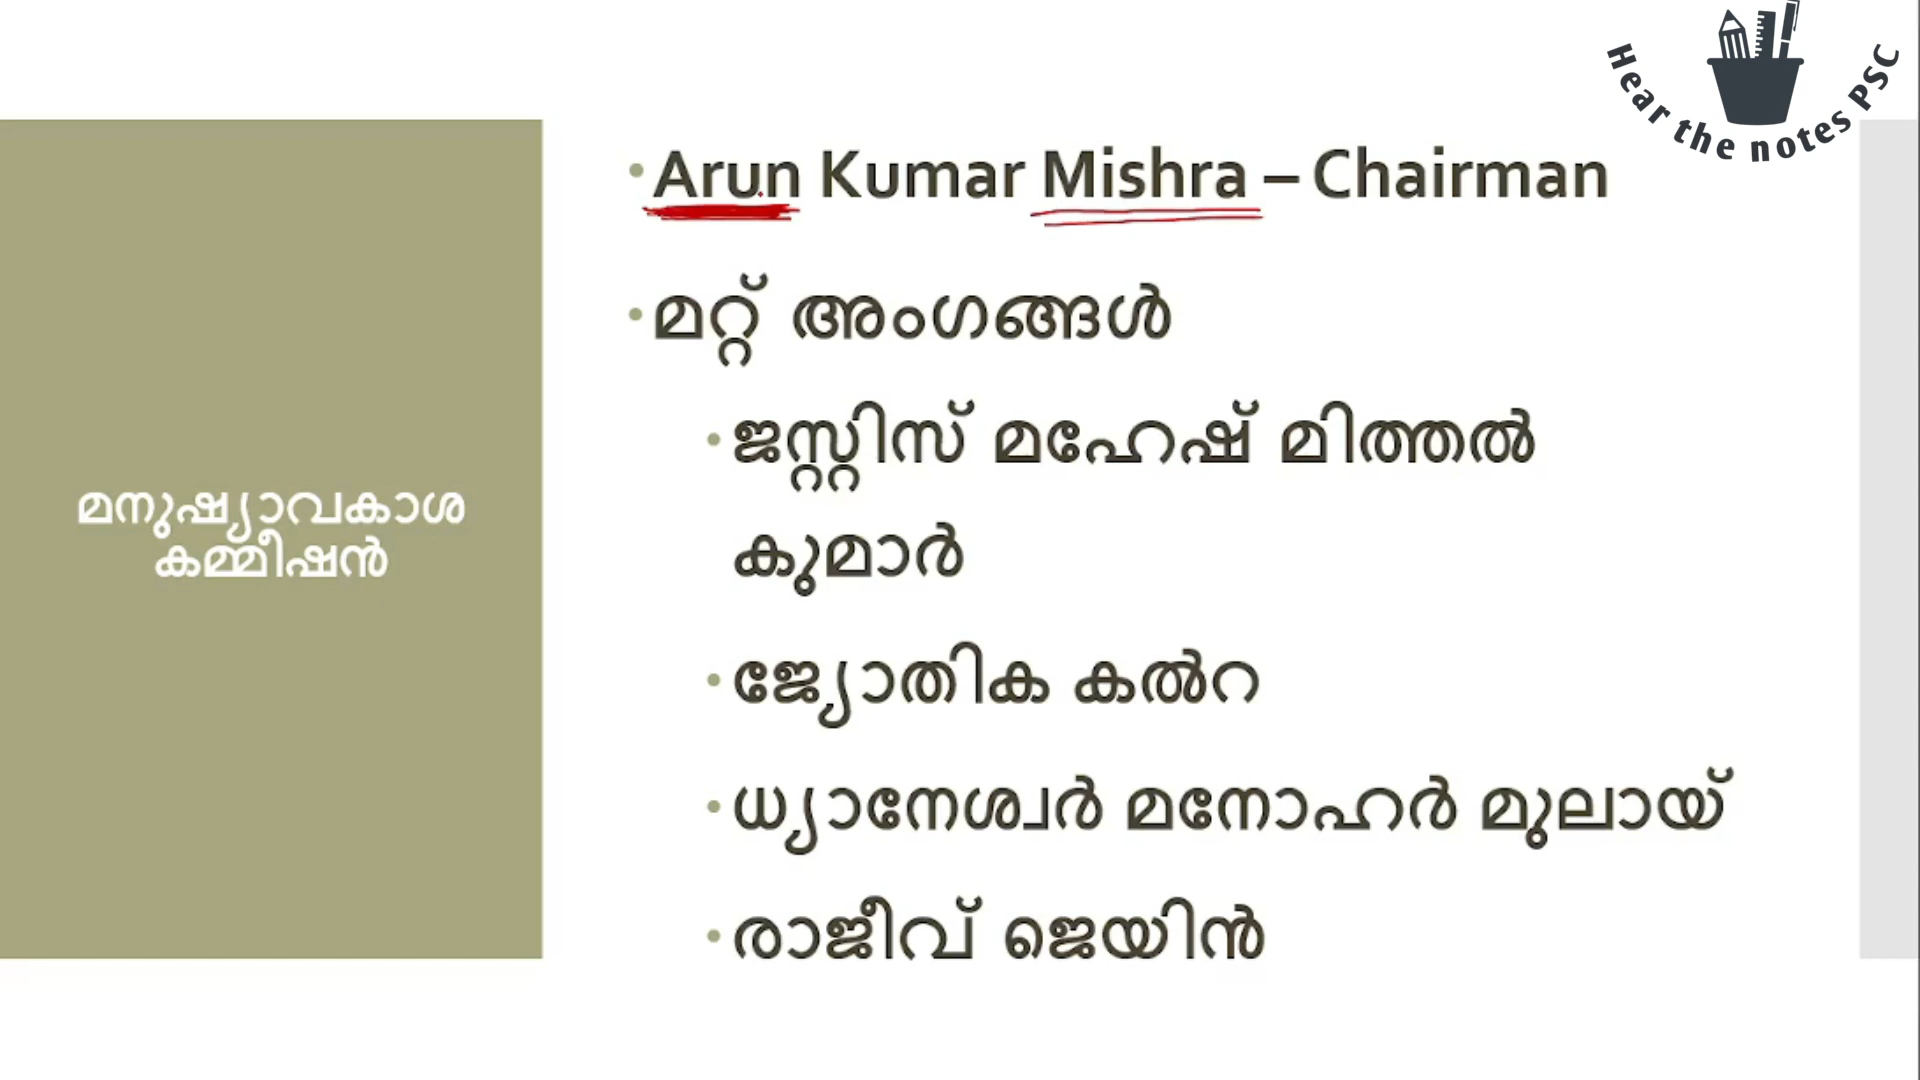 Hear the notes PSC
• Arun Kumar Mishra – Chairman
• മറ്റ് അംഗങ്ങൾ
• ജസ്റ്റിസ് മഹേഷ് മിത്തൽ
കുമാർ
• ജ്യോതിക കൽറ
• ധ്യാനേശ്വർ മനോഹർ മുലായ്
• രാജീവ് ജെയിൻ
മനുഷ്യാവകാശ
കമ്മീഷൻ